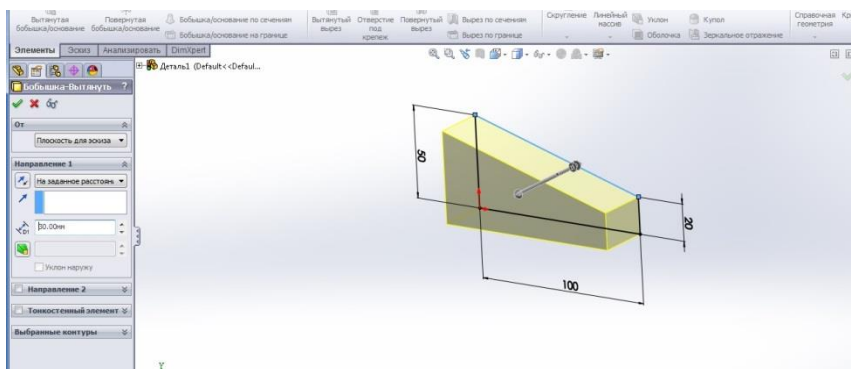 Вытянутая бобышка/основание
Повернутая бобышка/основание
Бобышка/основание по сечениям
Бобышка/основание на границе
Вытянутый вырез
Отверстие под крепеж
Повернутый вырез
Вырез по сечениям
Вырез по границе
Скругление
Линейный массив
Уклон
Оболочка
Купол
Зеркальное отражение
Справочная геометрия
Кр
Элементы Эскиз Анализировать DimXpert
Деталь1 (Default<<Defaul...
Бобышка-Вытянуть ?
От
Плоскость для эскиза
Направление 1
На заданное расстоян
D1 30.00мм
Уклон наружу
Направление 2
Тонкостенный элемент
Выбранные контуры
50
20
100
Y